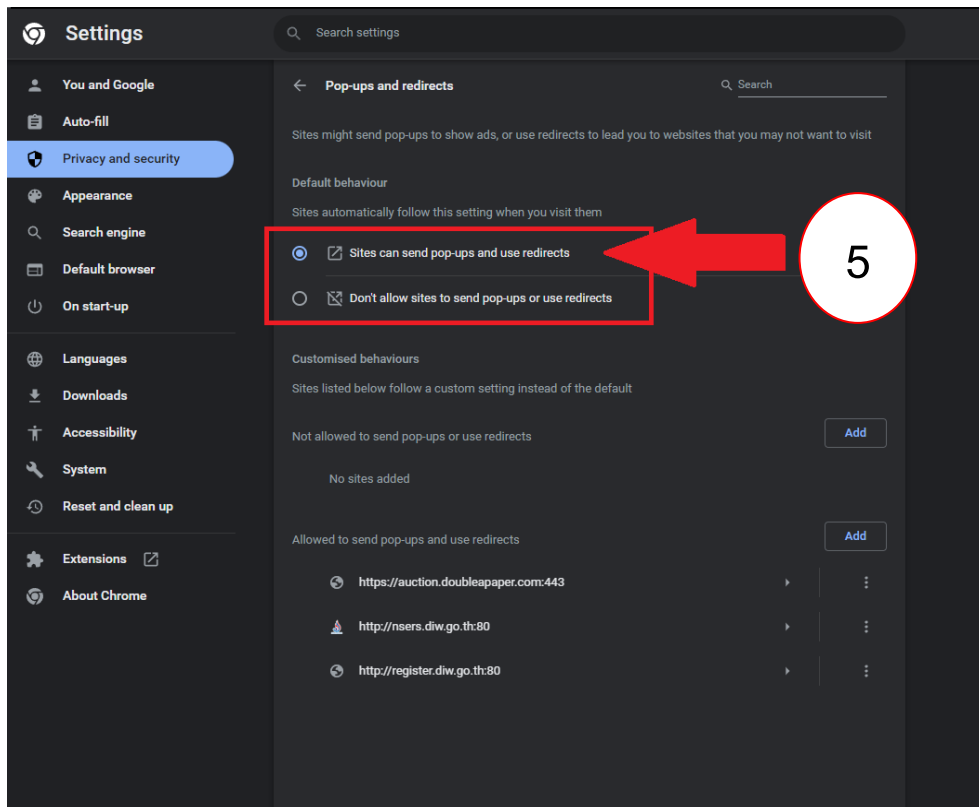 Settings
Search settings
You and Google
Auto-fill
Privacy and security
Appearance
Search engine
Default browser
On start-up
Languages
Downloads
Accessibility
System
Reset and clean up
Extensions
About Chrome
Pop-ups and redirects
Search
Sites might send pop-ups to show ads, or use redirects to lead you to websites that you may not want to visit
Default behaviour
Sites automatically follow this setting when you visit them
Sites can send pop-ups and use redirects
5
Don't allow sites to send pop-ups or use redirects
Customised behaviours
Sites listed below follow a custom setting instead of the default
Not allowed to send pop-ups or use redirects
Add
No sites added
Allowed to send pop-ups and use redirects
Add
https://auction.doubleapaper.com:443
http://nsers.diw.go.th:80
http://register.diw.go.th:80